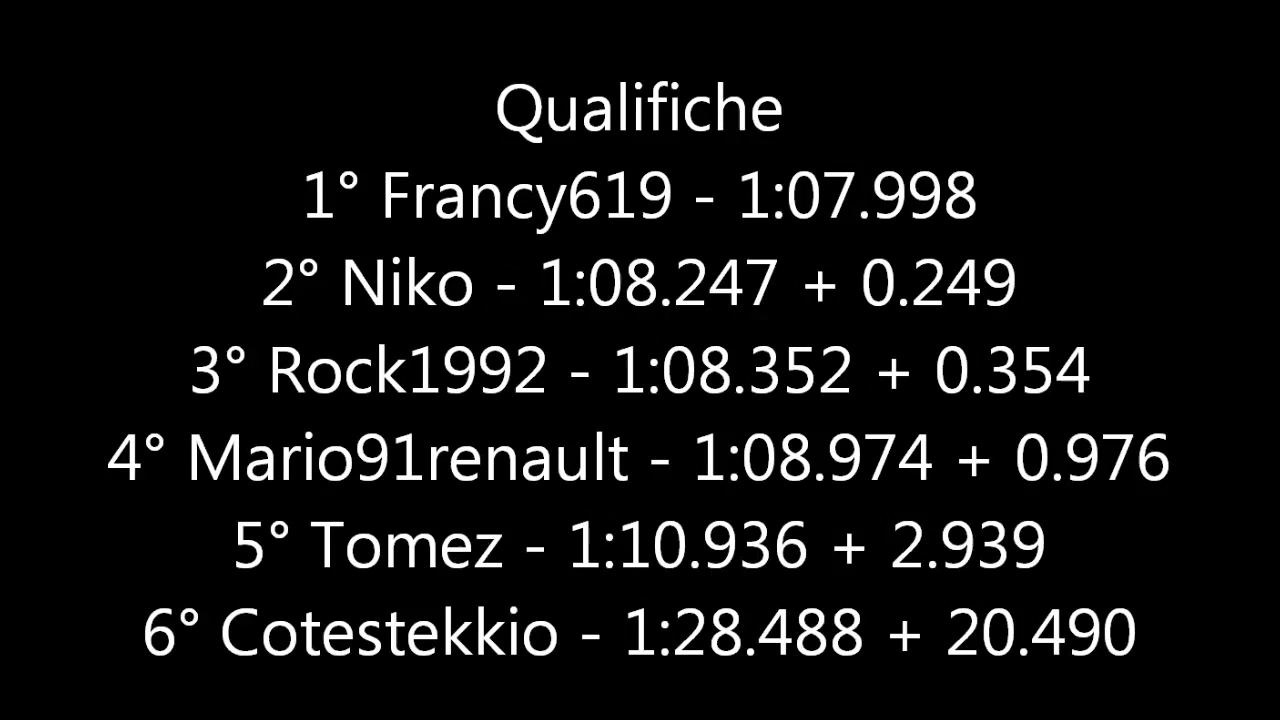 Qualifiche
1° Francy619 - 1:07.998
2° Niko - 1:08.247 + 0.249
3° Rock1992 - 1:08.352 + 0.354
4° Mario91renault - 1:08.974 + 0.976
5° Tomez - 1:10.936 + 2.939
6° Cotestekkio - 1:28.488 + 20.490